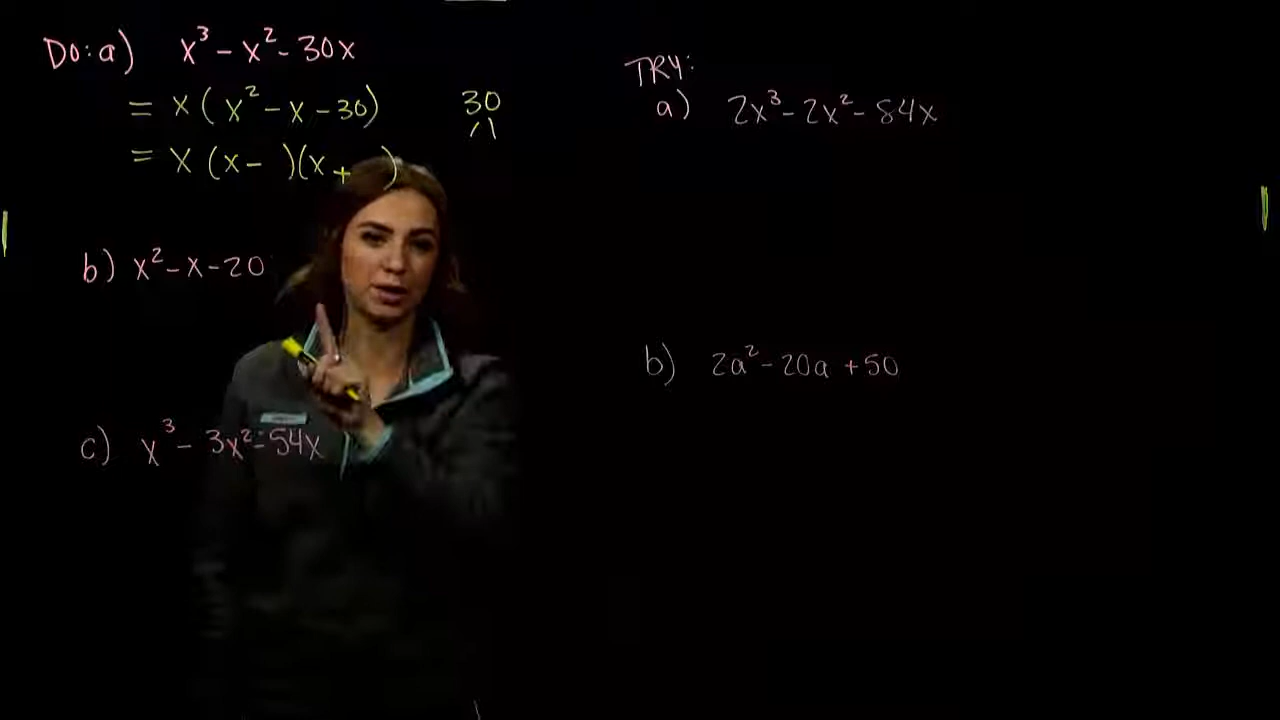 Do: a) x³ - x² - 30x
= x(x² - x - 30)
30
= x(x- )(x+ )
b) x² - x - 20
c) x³ - 3x² - 54x
TRY:
a) 2x³ - 2x² - 84x
b) 2a² - 20a + 50